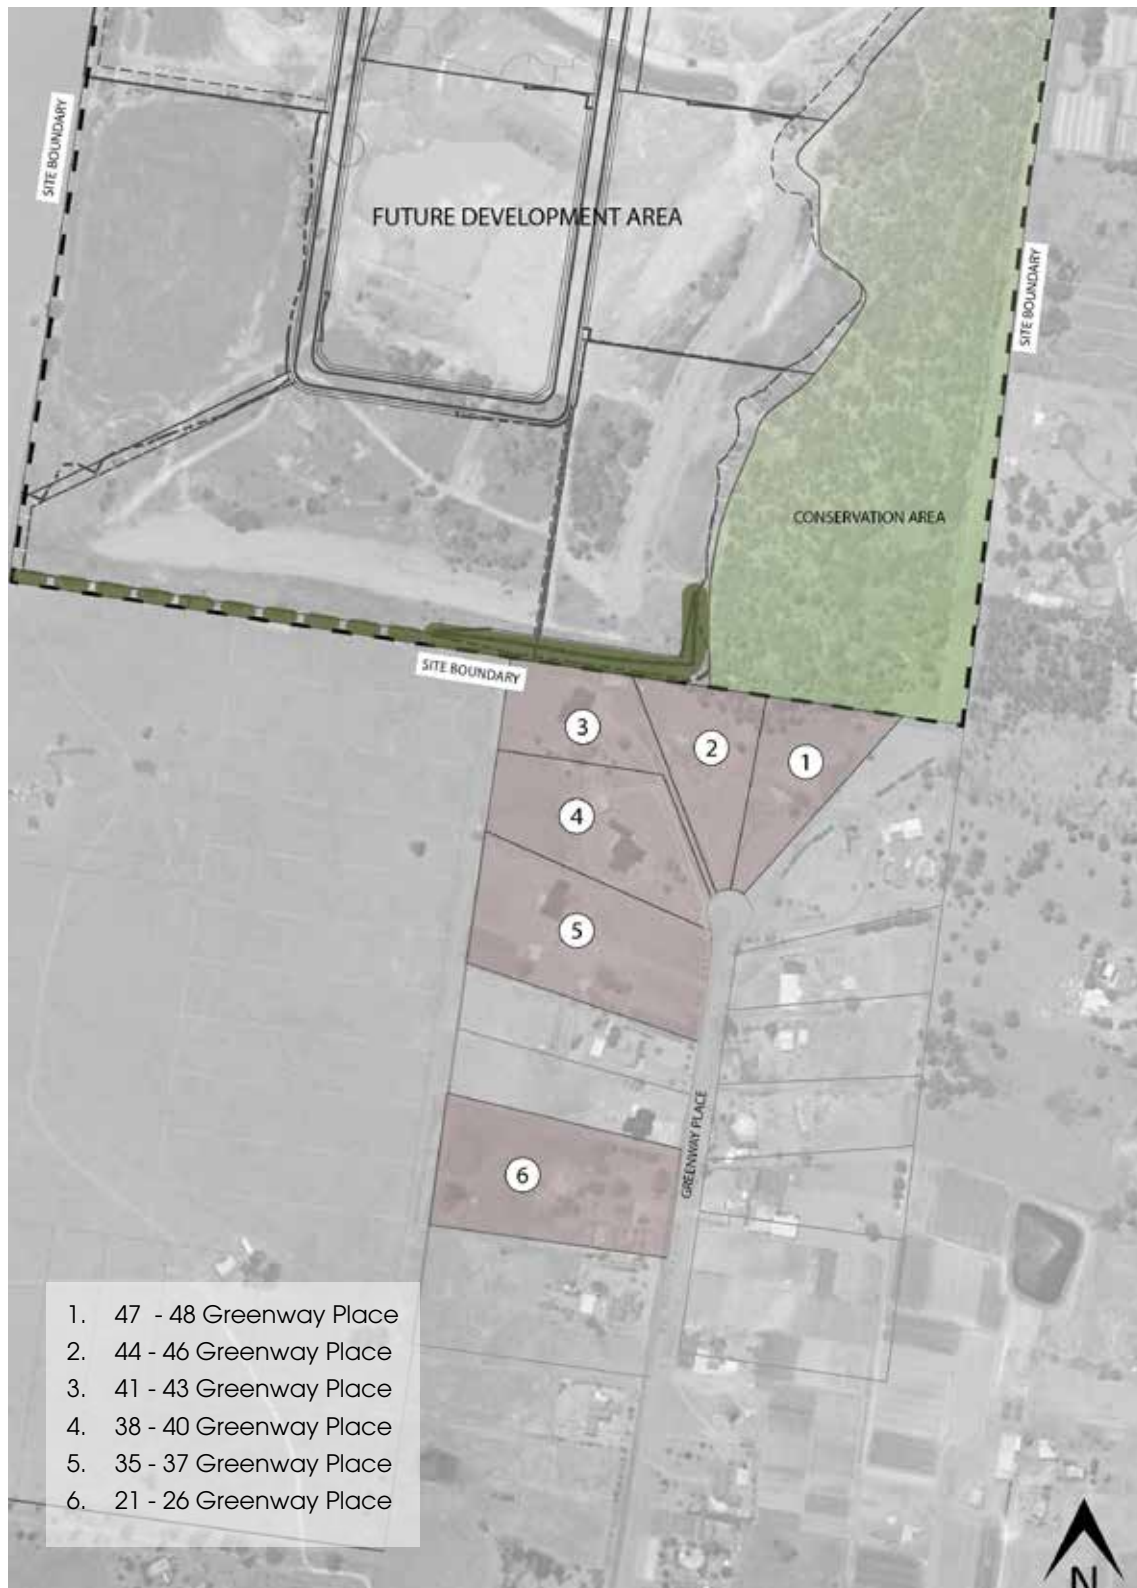 SITE BOUNDARY
FUTURE DEVELOPMENT AREA
SITE BOUNDARY
CONSERVATION AREA
SITE BOUNDARY
3
2
1
4
5
GREENWAY PLACE
6
1. 47 - 48 Greenway Place
2. 44 - 46 Greenway Place
3. 41 - 43 Greenway Place
4. 38 - 40 Greenway Place
5. 35 - 37 Greenway Place
6. 21 - 26 Greenway Place
N